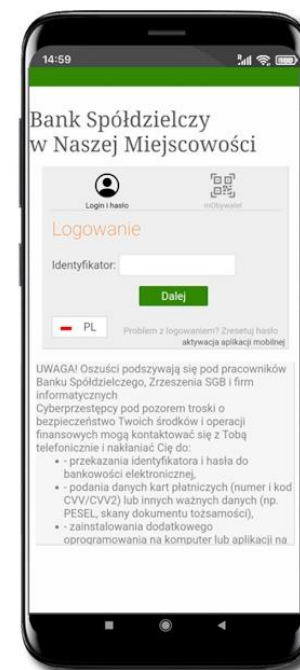 14:59
Bank Spółdzielczy
w Naszej Miejscowości
Login i hasło
mObywatel
Logowanie
Identyfikator:
Dalej
PL
Problem z logowaniem? Zresetuj hasło
aktywacja aplikacji mobilnej
UWAGA! Oszuści podszywają się pod pracowników
Banku Spółdzielczego, Zrzeszenia SGB i firm
informatycznych
Cyberprzestępcy pod pozorem troski o
bezpieczeństwo Twoich środków i operacji
finansowych mogą kontaktować się z Tobą
telefonicznie i nakłaniać Cię do:
- przekazania identyfikatora i hasła do
bankowości elektronicznej,
- podania danych kart płatniczych (numer i kod
CVV/CVV2) lub innych ważnych danych (np.
PESEL, skany dokumentu tożsamości),
- zainstalowania dodatkowego
oprogramowania na komputer lub aplikacji na